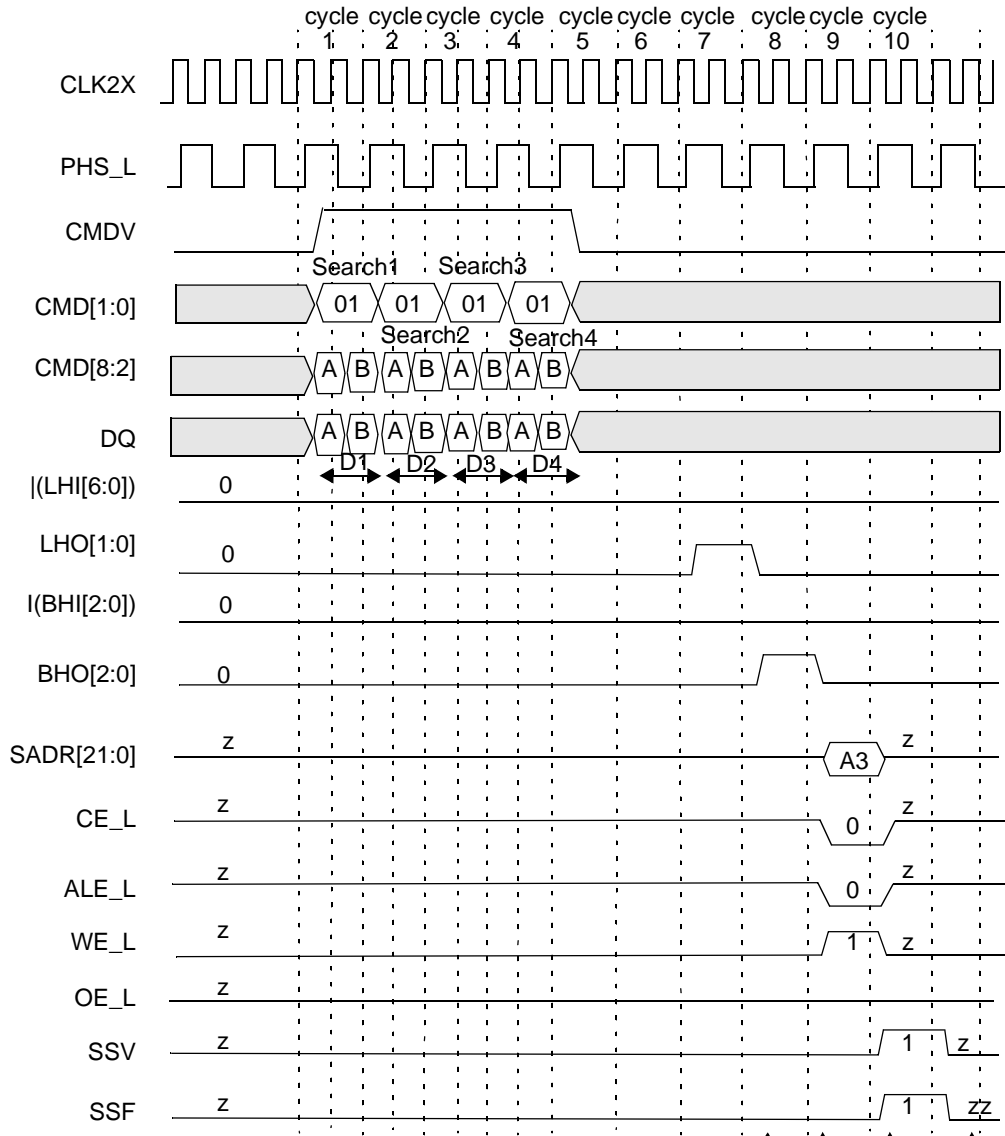 cycle cycle cycle cycle cycle cycle cycle cycle cycle cycle
1 2 3 4 5 6 7 8 9 10
CLK2X
PHS_L
CMDV
Search1 Search3
CMD[1:0] 01 01 01 01
Search2 Search4
CMD[8:2] A B A B A B A B
DQ A B A B A B A B
D1 D2 D3 D4
|(LHI[6:0]) 0
LHO[1:0] 0
I(BHI[2:0]) 0
BHO[2:0] 0
SADR[21:0] z A3 z
CE_L z 0 z
ALE_L z 0 z
WE_L z 1 z
OE_L z
SSV z 1 z
SSF z 1 zz